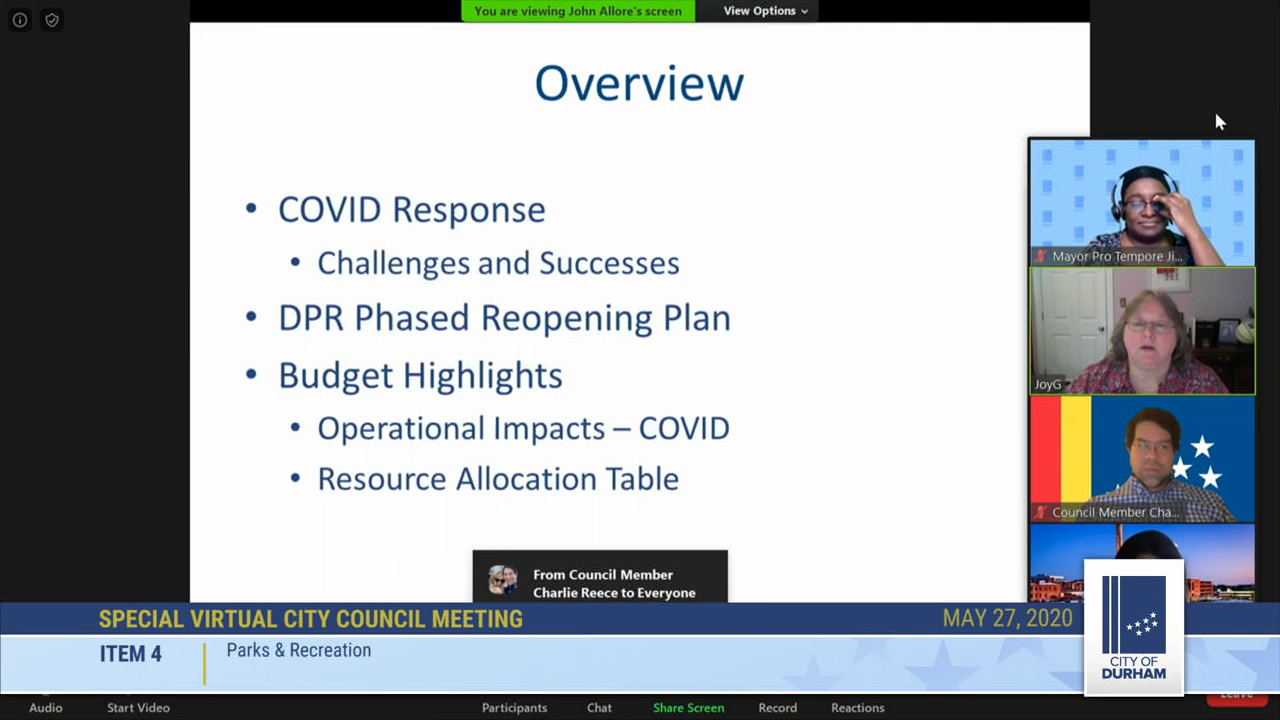 You are viewing John Allore's screen
View Options
Overview
• COVID Response
• Challenges and Successes
• DPR Phased Reopening Plan
• Budget Highlights
• Operational Impacts – COVID
• Resource Allocation Table
Mayor Pro Tempore Ji...
JoyG
Council Member Cha...
From Council Member
Charlie Reece to Everyone
SPECIAL VIRTUAL CITY COUNCIL MEETING
MAY 27, 2020
ITEM 4
Parks & Recreation
CITY OF
DURHAM
Audio
Start Video
Participants
Chat
Share Screen
Record
Reactions
Leave